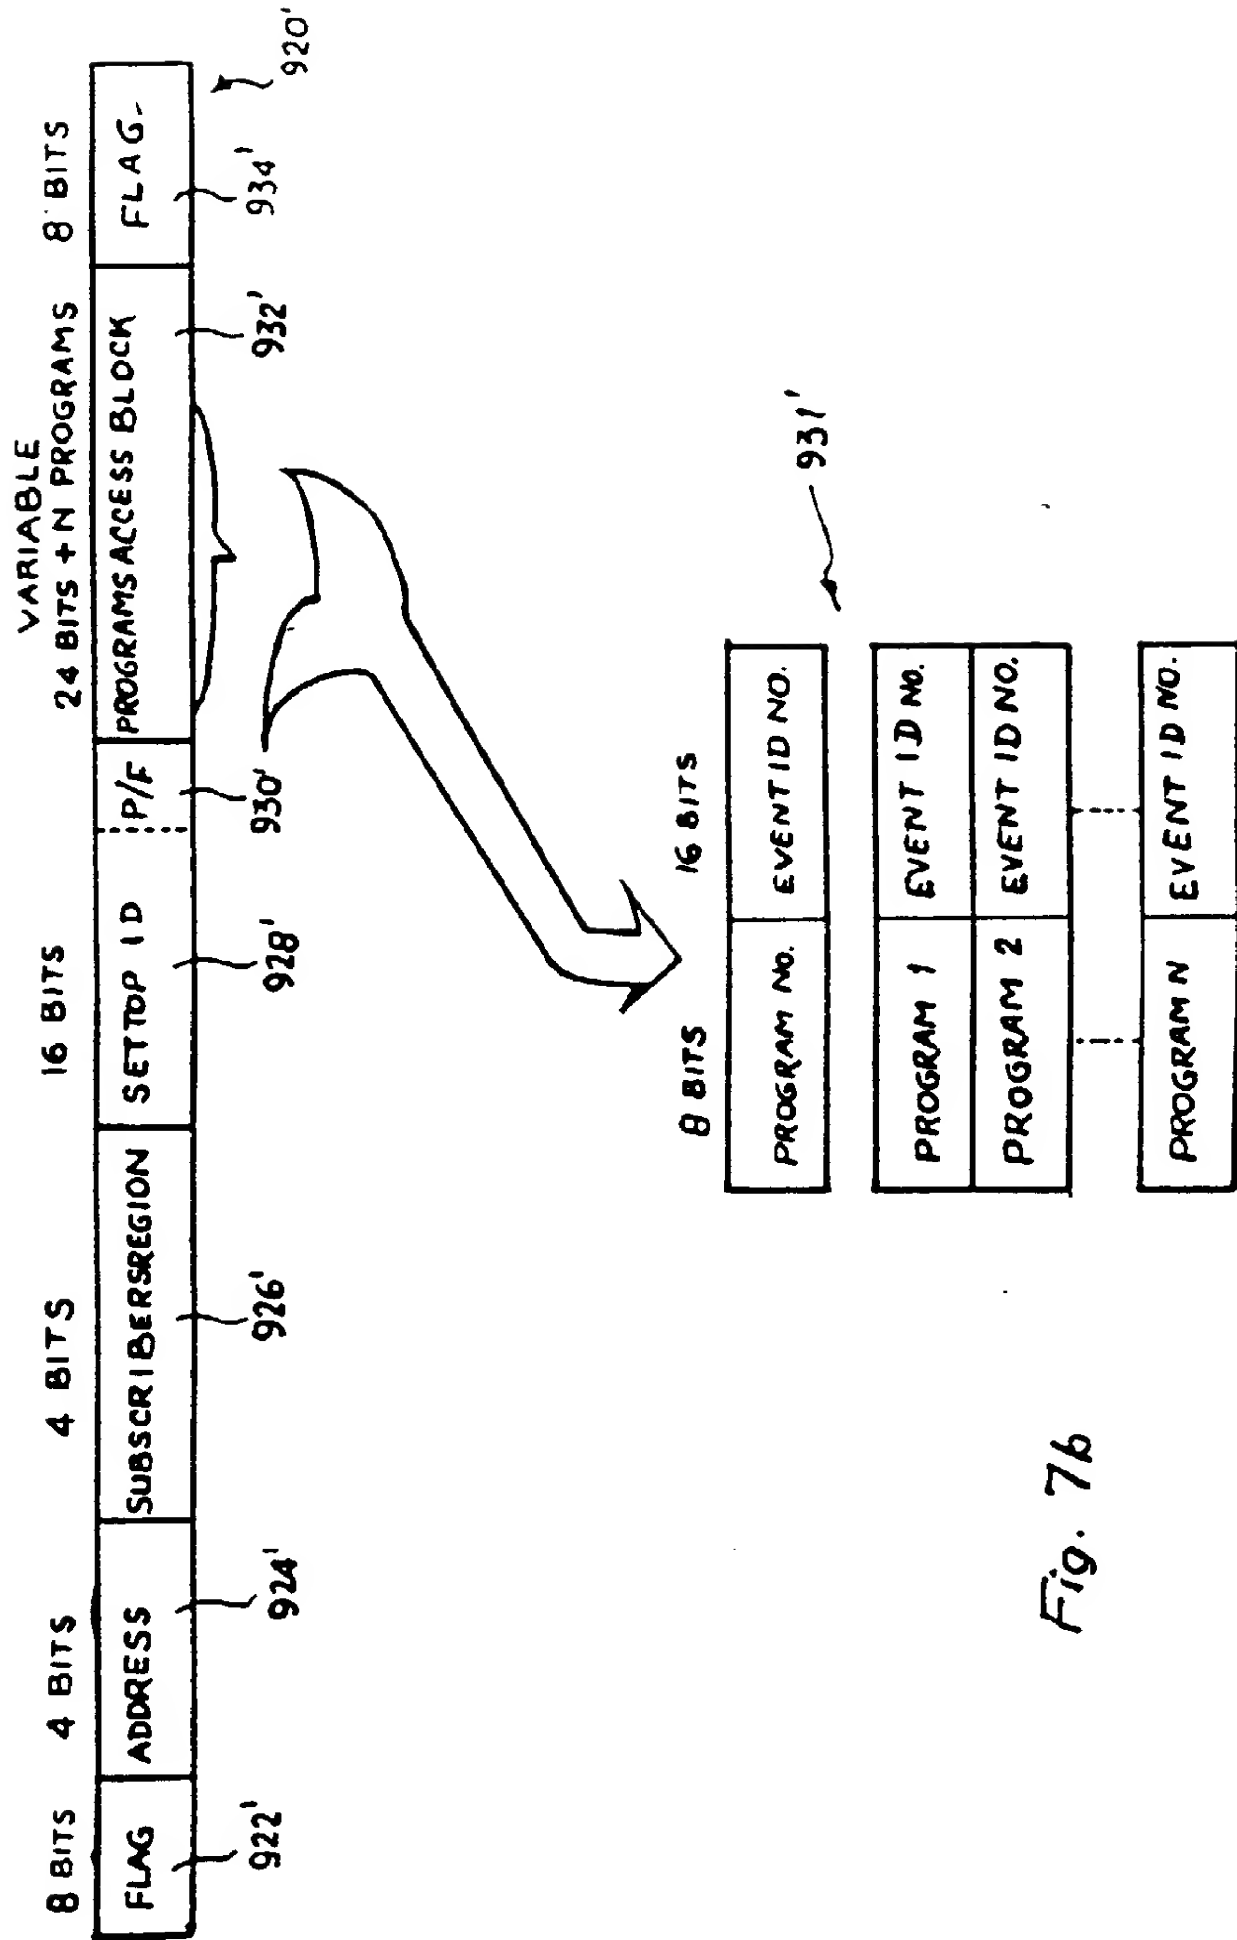 VARIABLE
8 BITS 4 BITS 4 BITS 16 BITS 24 BITS + N PROGRAMS 8 BITS
FLAG ADDRESS SUBSCRIBERSREGION SETTOP ID P/F PROGRAMSACCESS BLOCK FLAG
922' 924' 926' 928' 930' 932' 934' 920'
931'
8 BITS 16 BITS
PROGRAM NO. EVENT ID NO.
PROGRAM 1 EVENT ID NO.
PROGRAM 2 EVENT ID NO.
PROGRAM N EVENT ID NO.
Fig. 7b